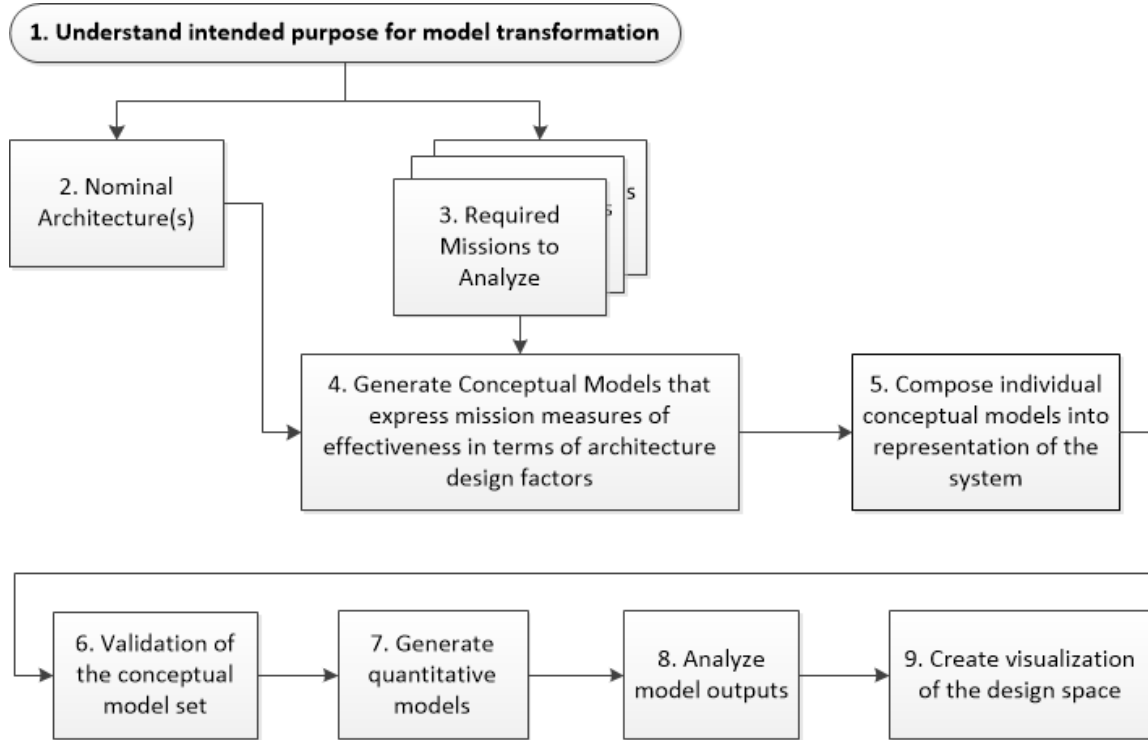 1. Understand intended purpose for model transformation
2. Nominal
Architecture(s)
3. Required
Missions to
Analyze
s
s
4. Generate Conceptual Models that
express mission measures of
effectiveness in terms of architecture
design factors
5. Compose individual
conceptual models into
representation of the
system
6. Validation of
the conceptual
model set
7. Generate
quantitative
models
8. Analyze
model outputs
9. Create visualization
of the design space